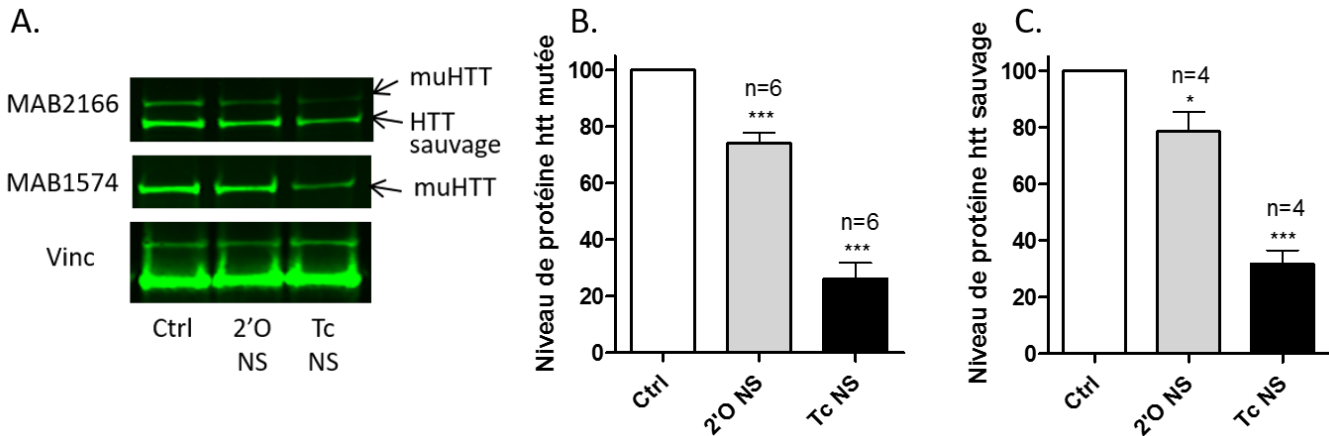 A.
MAB2166
muHTT
HTT
sauvage
MAB1574
muHTT
Vinc
Ctrl
2'O
NS
Tc
NS
B.
Niveau de protéine htt mutée
100
80
60
40
20
0
n=6
***
n=6
***
Ctrl
2'O NS
Tc NS
C.
Niveau de protéine htt sauvage
100
80
60
40
20
0
n=4
*
n=4
***
Ctrl
2'O NS
Tc NS